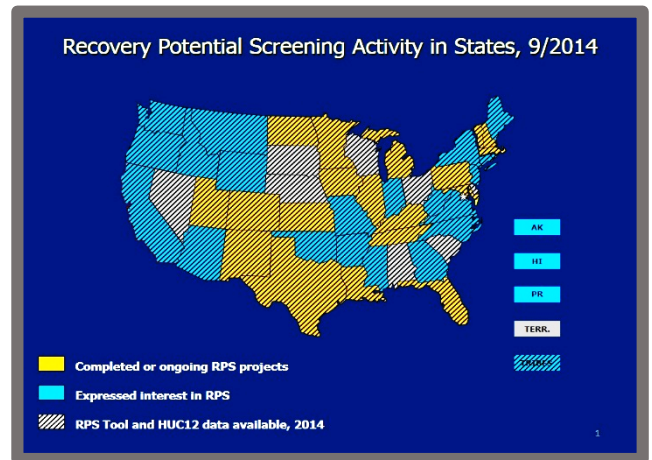 Recovery Potential Screening Activity in States, 9/2014
AK
HI
PR
TERR.
Completed or ongoing RPS projects
Expressed interest in RPS
RPS Tool and HUC12 data available, 2014
1